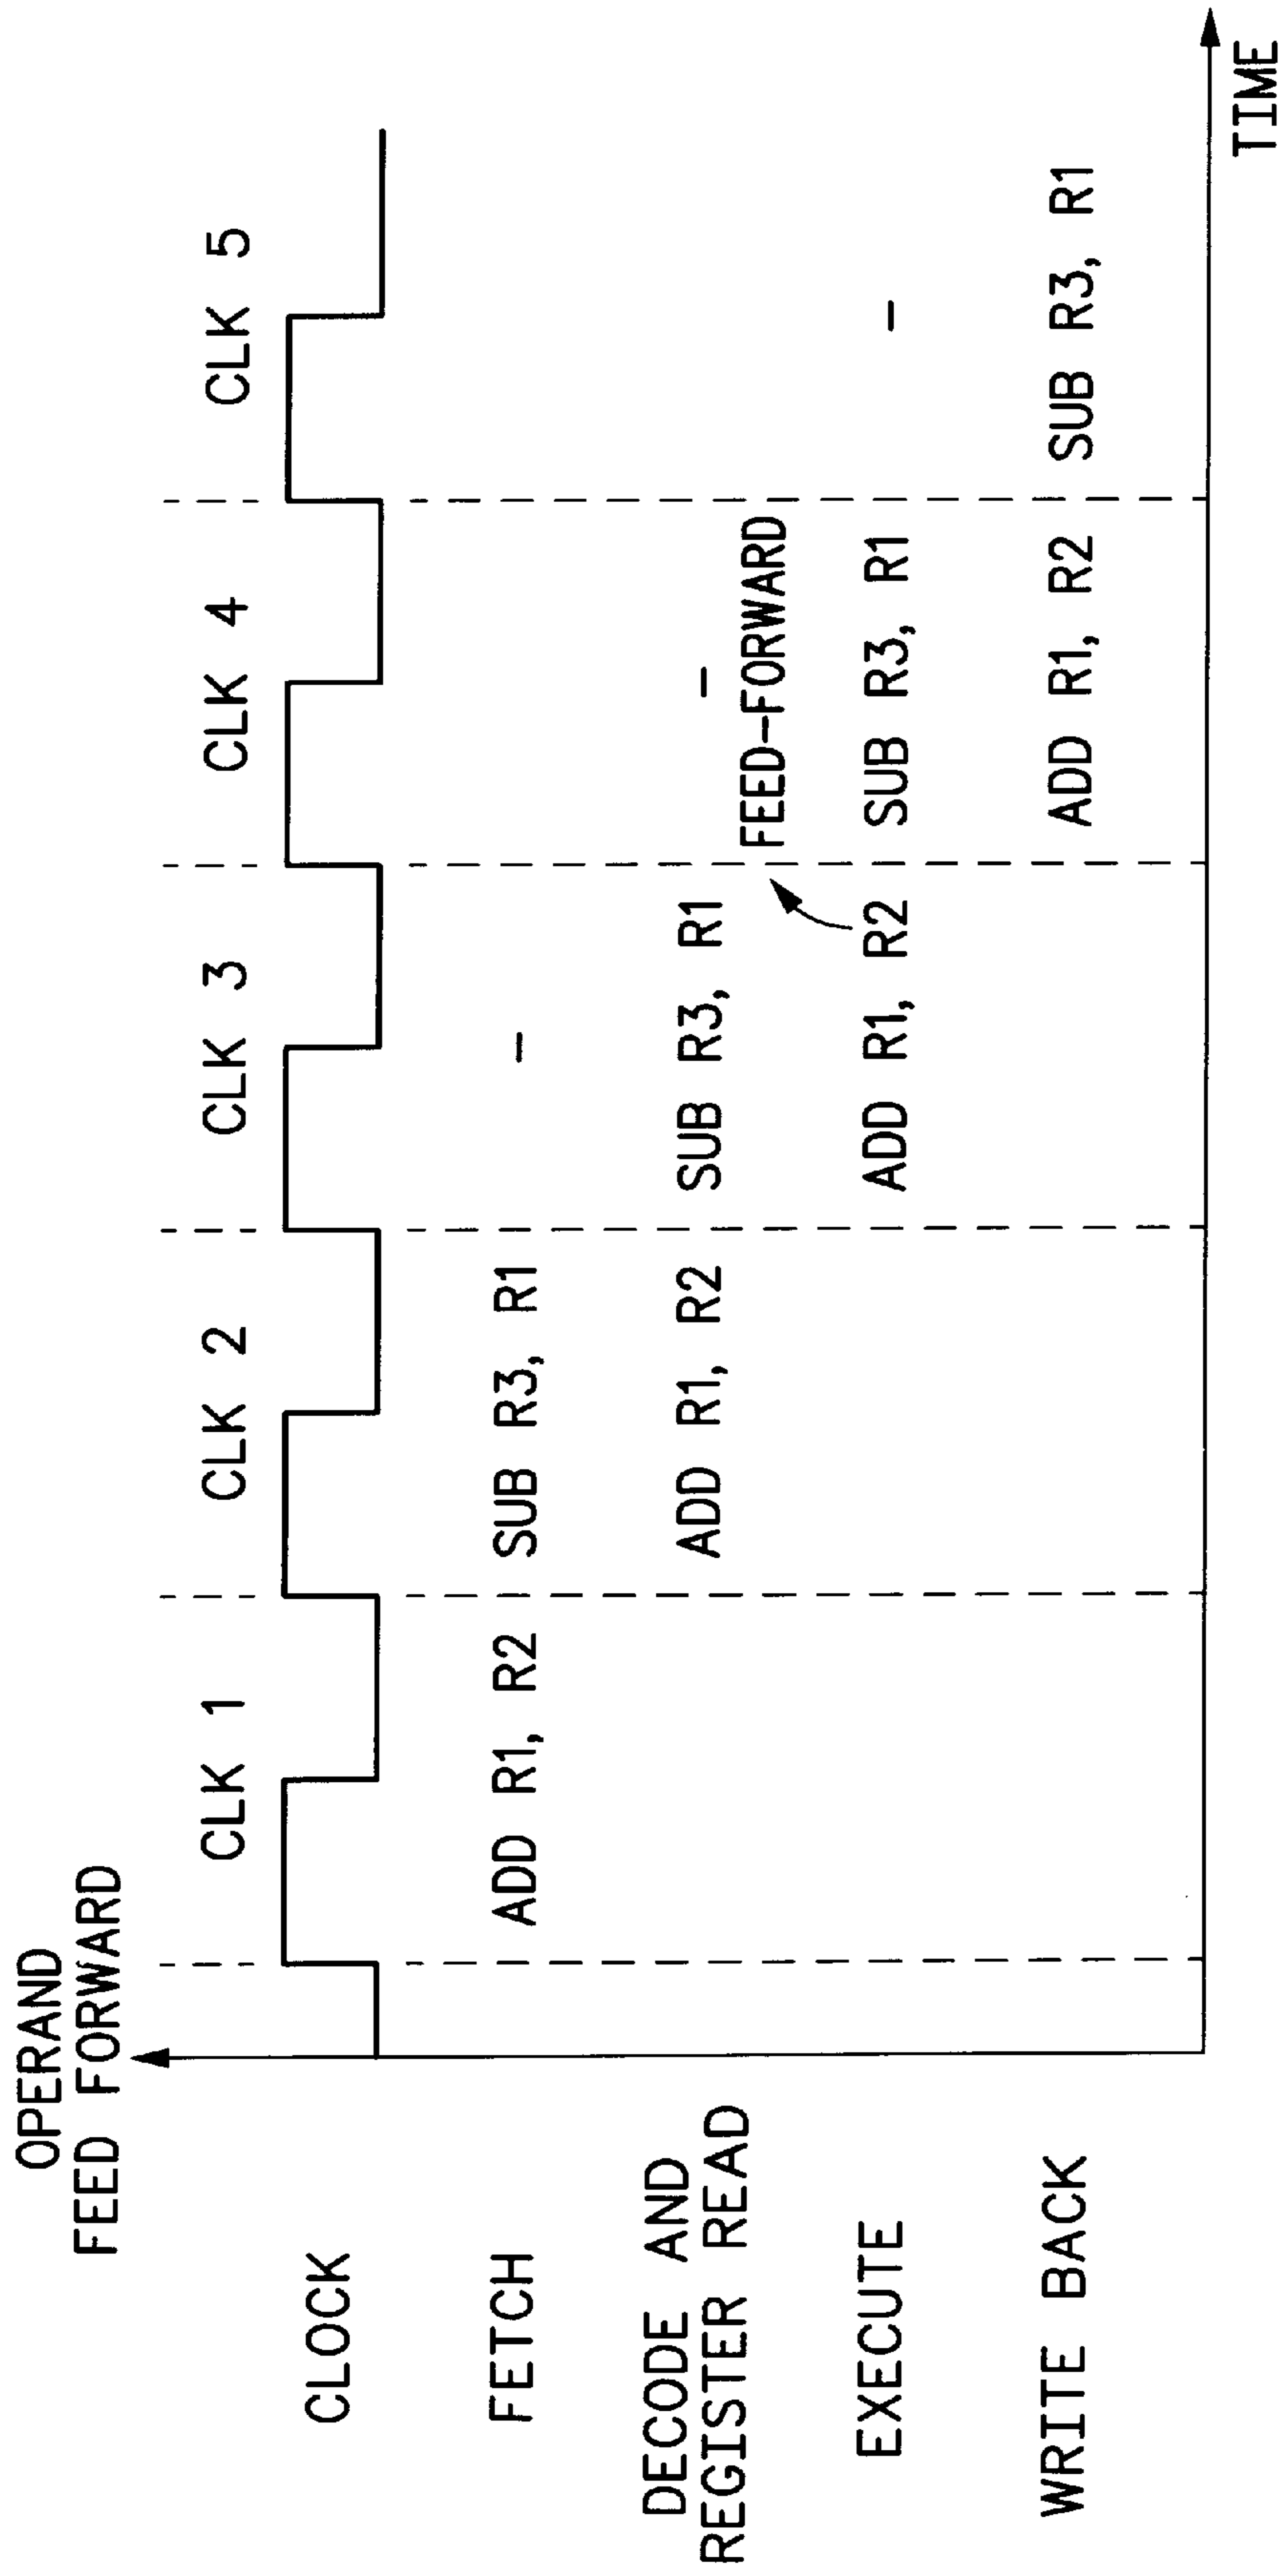 OPERAND
FEED FORWARD
CLK 1 CLK 2 CLK 3 CLK 4 CLK 5
CLOCK
FETCH ADD R1, R2 SUB R3, R1 –
DECODE AND
REGISTER READ
ADD R1, R2 SUB R3, R1 –
FEED-FORWARD
EXECUTE ADD R1, R2 SUB R3, R1 –
WRITE BACK ADD R1, R2 SUB R3, R1
TIME